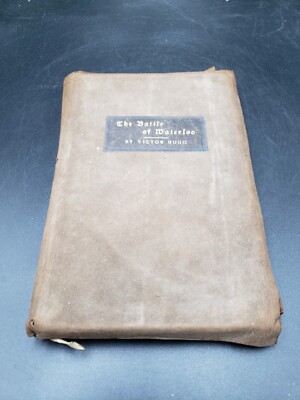 The Battle
of Waterloo
BY VICTOR HUGO